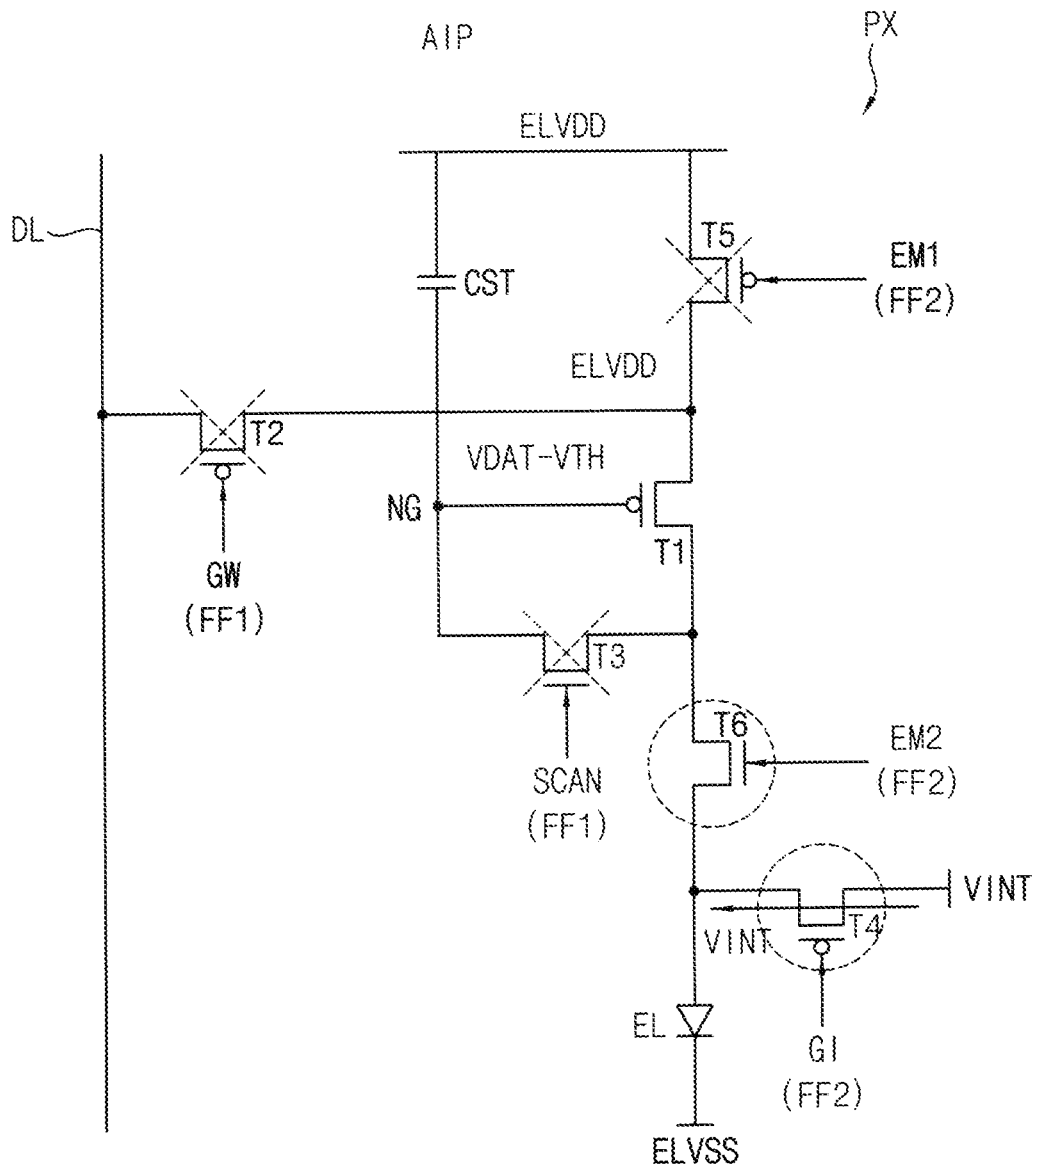 AIP
PX
ELVDD
DL
T5
EM1
(FF2)
CST
ELVDD
T2
VDAT-VTH
NG
T1
GW
(FF1)
T3
T6
EM2
(FF2)
SCAN
(FF1)
VINT
VINT
T4
EL
GI
(FF2)
ELVSS